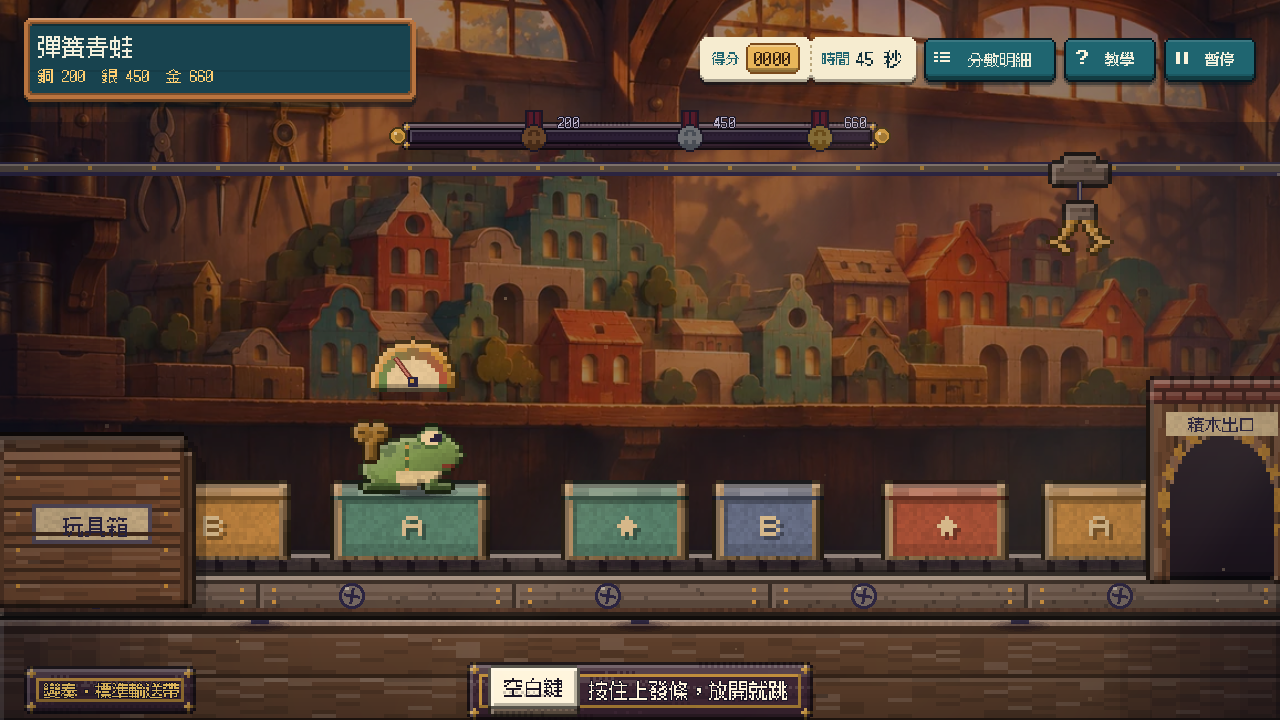 彈簧青蛙
銅 200 銀 450 金 660
得分 0000 時間 45 秒
分數明細
? 教學
暫停
200 450 660
積木出口
玩具箱
B A B A
變奏·標準輸送帶
空白鍵 按住上發條，放開就跳